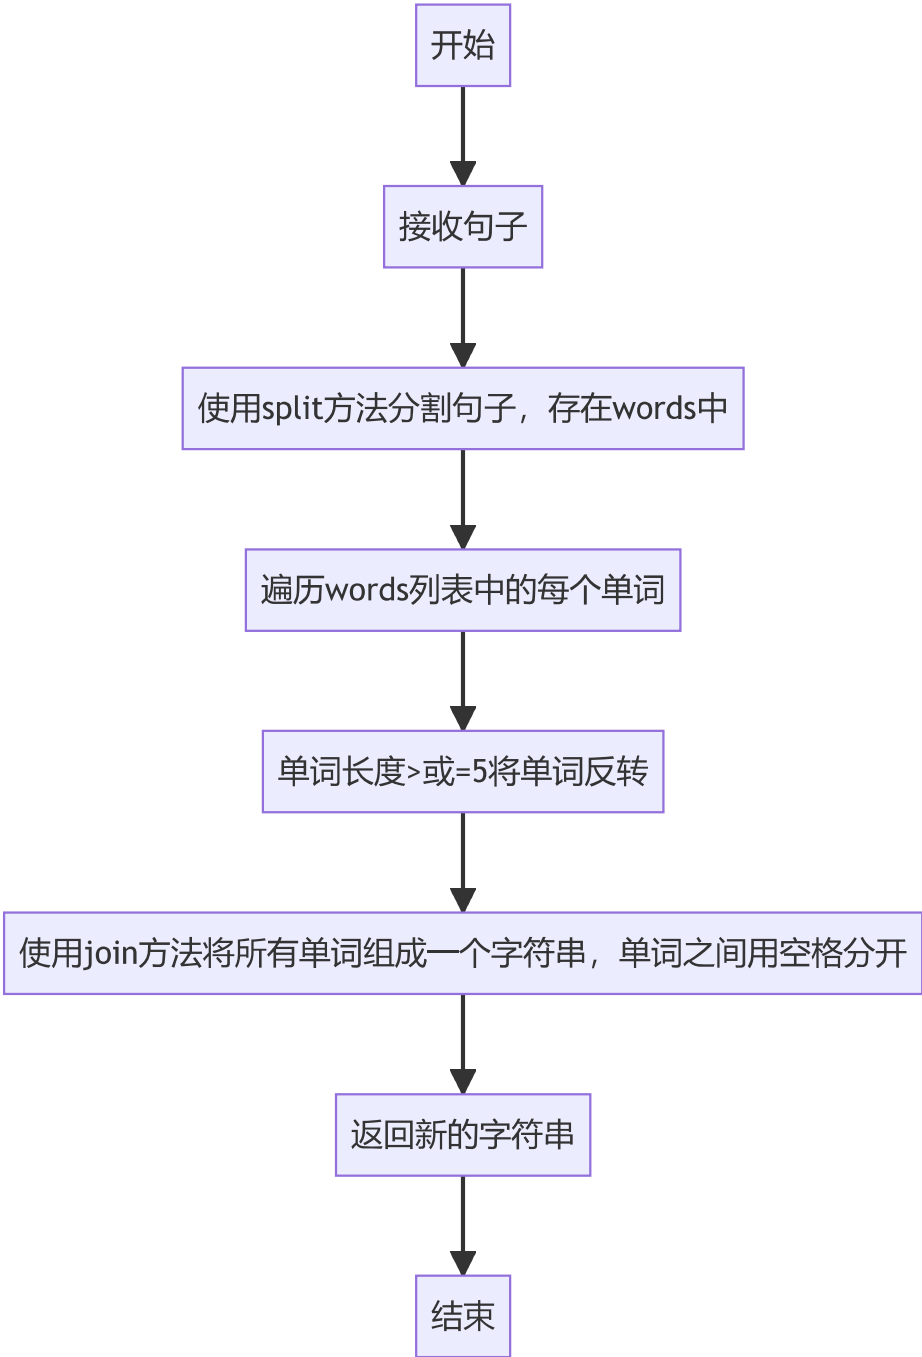 开始
接收句子
使用split方法分割句子，存在words中
遍历words列表中的每个单词
单词长度>或=5将单词反转
使用join方法将所有单词组成一个字符串，单词之间用空格分开
返回新的字符串
结束